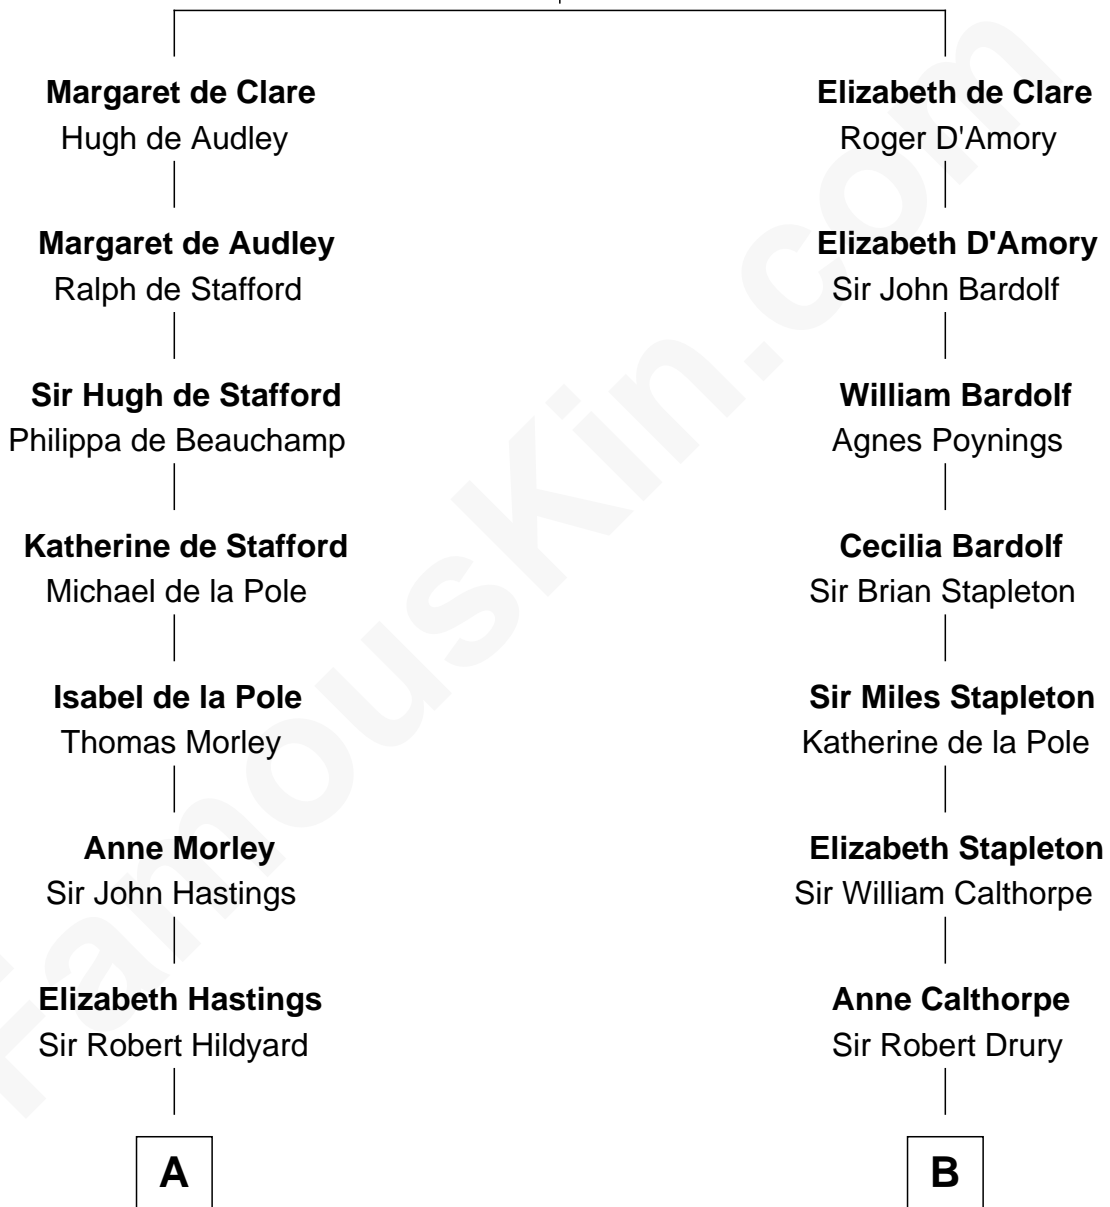 Margaret de Clare
Hugh de Audley
Margaret de Audley
Ralph de Stafford
Sir Hugh de Stafford
Philippa de Beauchamp
Katherine de Stafford
Michael de la Pole
Isabel de la Pole
Thomas Morley
Anne Morley
Sir John Hastings
Elizabeth Hastings
Sir Robert Hildyard
A
Elizabeth de Clare
Roger D'Amory
Elizabeth D'Amory
Sir John Bardolf
William Bardolf
Agnes Poynings
Cecilia Bardolf
Sir Brian Stapleton
Sir Miles Stapleton
Katherine de la Pole
Elizabeth Stapleton
Sir William Calthorpe
Anne Calthorpe
Sir Robert Drury
B
FamousKin.com